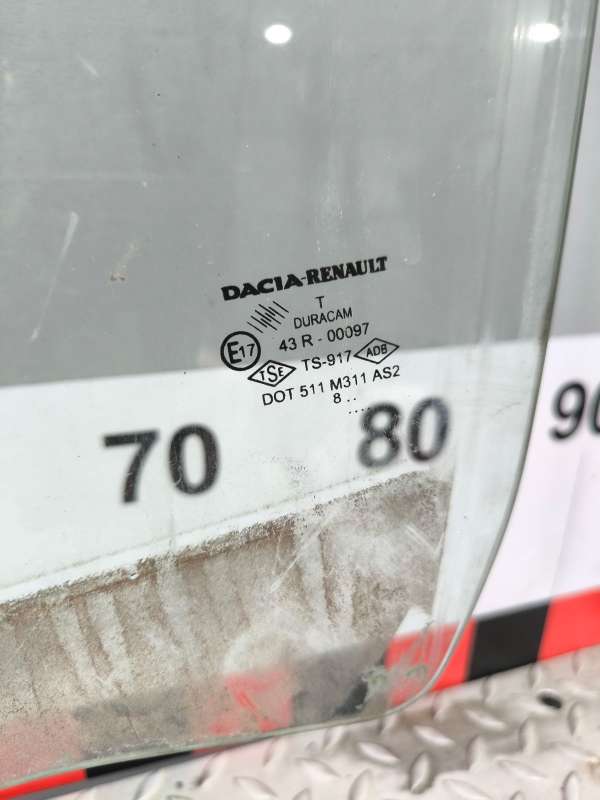 DACIA-RENAULT
T
DURACAM
E17 43 R - 00097
TSE TS-917 ADB
DOT 511 M311 AS2
8 ..
....
70 80 90